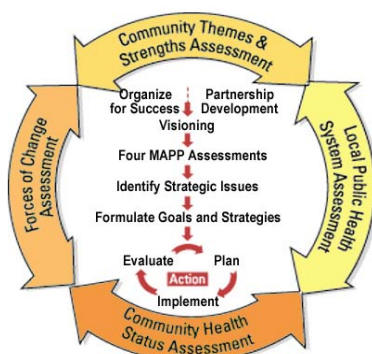 Community Themes &
Strengths Assessment
Organize
for Success
Partnership
Development
Visioning
Four MAPP Assessments
Identify Strategic Issues
Formulate Goals and Strategies
Evaluate
Plan
Action
Implement
Forces of Change
Assessment
Local Public Health
System Assessment
Community Health
Status Assessment